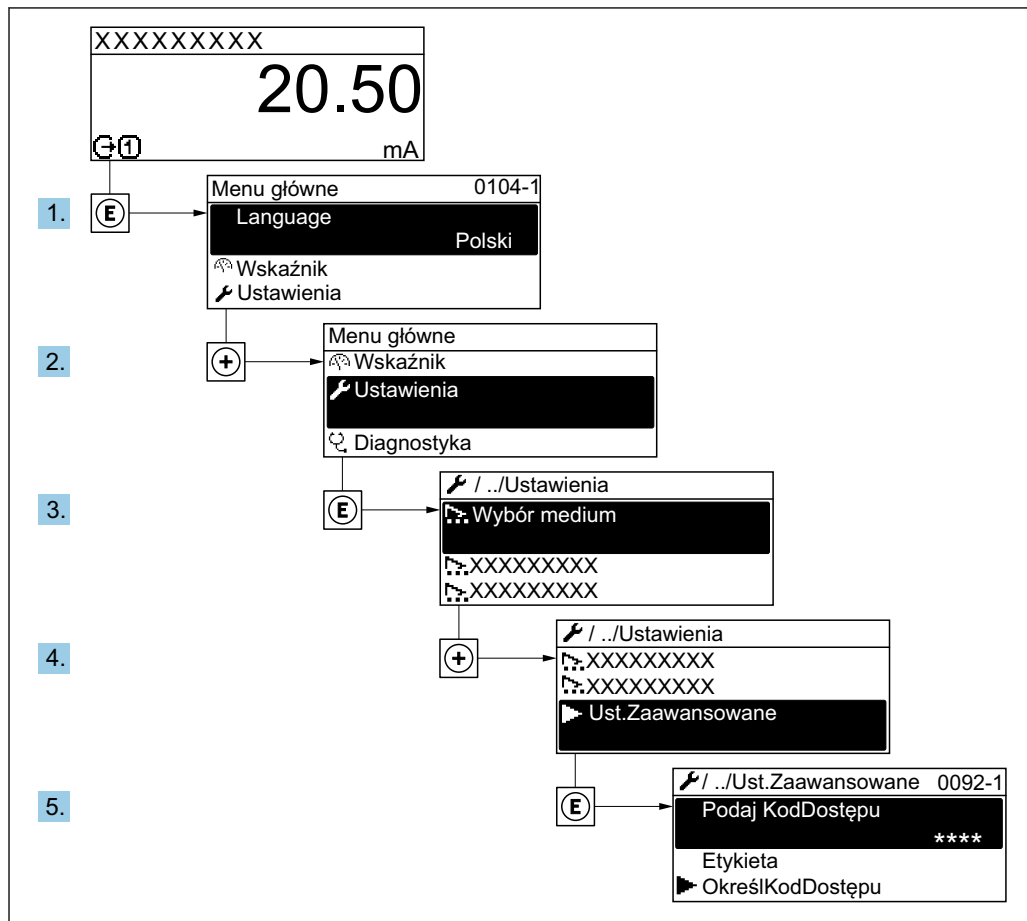 XXXXXXXXX
20.50
1 mA
1. E
Menu główne 0104-1
Language
Polski
Wskaźnik
Ustawienia
2. +
Menu główne
Wskaźnik
Ustawienia
Diagnostyka
3. E
/ ../Ustawienia
Wybór medium
XXXXXXXXX
XXXXXXXXX
4. +
/ ../Ustawienia
XXXXXXXXX
XXXXXXXXX
Ust.Zaawansowane
5. E
/ ../Ust.Zaawansowane 0092-1
Podaj KodDostępu
****
Etykieta
OkreślKodDostępu